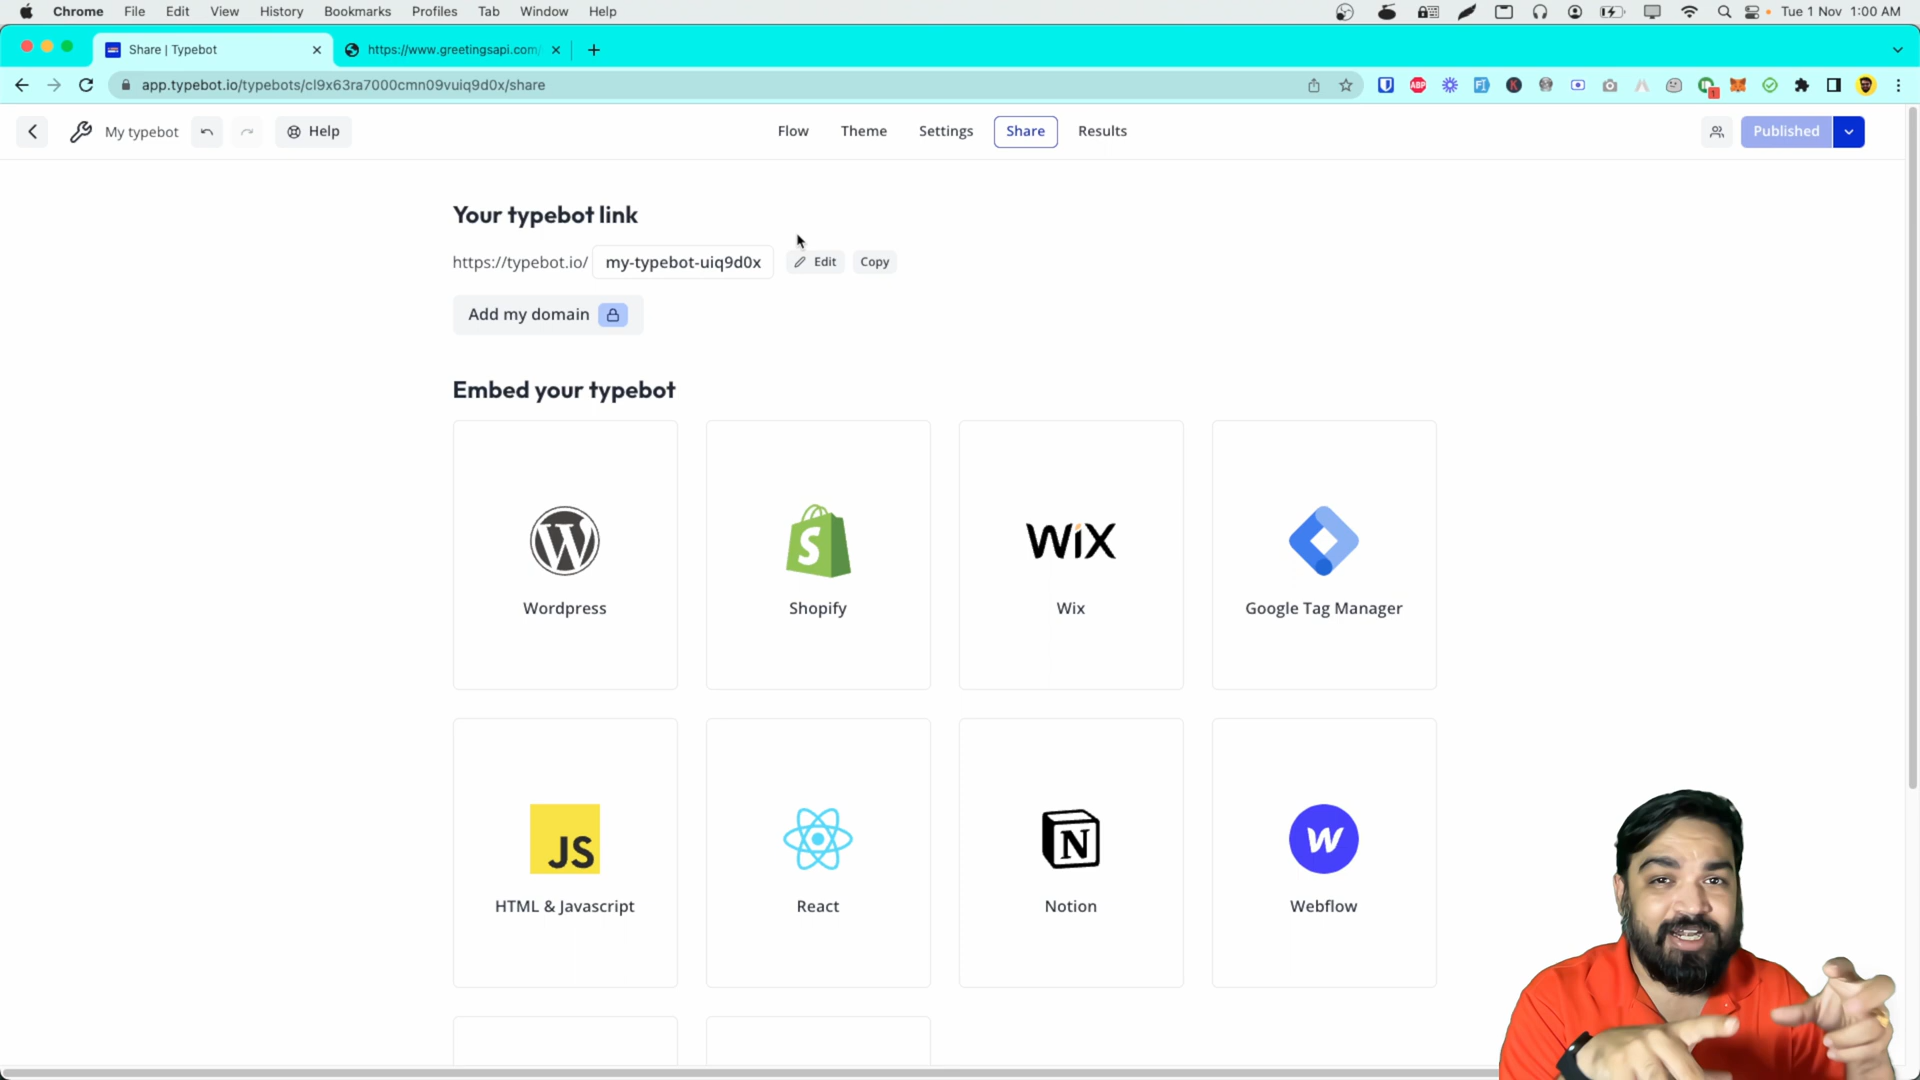 Chrome File Edit View History Bookmarks Profiles Tab Window Help Tue 1 Nov 1:00 AM
Share | Typebot https://www.greetingsapi.com/
app.typebot.io/typebots/cl9x63ra7000cmn09vuiq9d0x/share ABP 1
My typebot Help Flow Theme Settings Share Results Published
Your typebot link
https://typebot.io/ my-typebot-uiq9d0x Edit Copy
Add my domain
Embed your typebot
S WiX
Wordpress Shopify Wix Google Tag Manager
JS N
HTML & Javascript React Notion Webflow